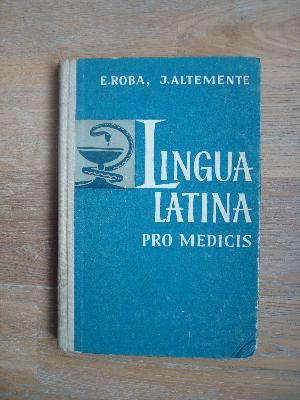 E.ROBA, J.ALTEMENTE
LINGUA
LATINA
PRO MEDICIS